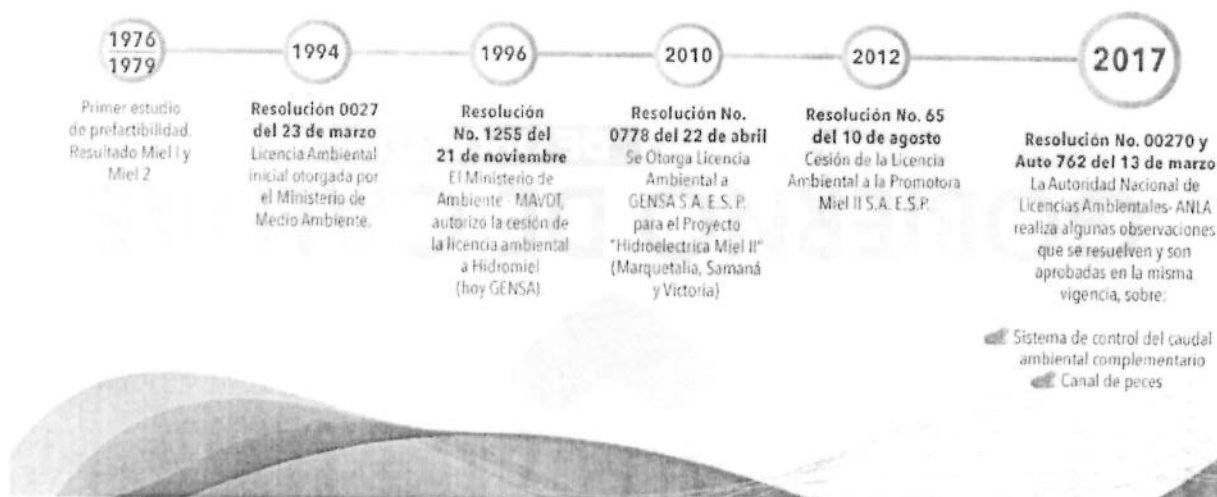 1976
1979
Primer estudio
de prefactibilidad.
Resultado Miel I y
Miel 2
1994
Resolución 0027
del 23 de marzo
Licencia Ambiental
inicial otorgada por
el Ministerio de
Medio Ambiente.
1996
Resolución
No. 1255 del
21 de noviembre
El Ministerio de
Ambiente MAVDT,
autorizo la cesión de
la licencia ambiental
a Hidromiel
(hoy GENSA)
2010
Resolución No.
0778 del 22 de abril
Se Otorga Licencia
Ambiental a
GENSA S.A. E.S.P.
para el Proyecto
"Hidroelectrica Miel II"
(Marquetalia, Samaná
y Victoria)
2012
Resolución No. 65
del 10 de agosto
Cesión de la Licencia
Ambiental a la Promotora
Miel II S.A. E.S.P.
2017
Resolución No. 00270 y
Auto 762 del 13 de marzo
La Autoridad Nacional de
Licencias Ambientales- ANLA
realiza algunas observaciones
que se resuelven y son
aprobadas en la misma
vigencia, sobre:
Sistema de control del caudal
ambiental complementario
Canal de peces